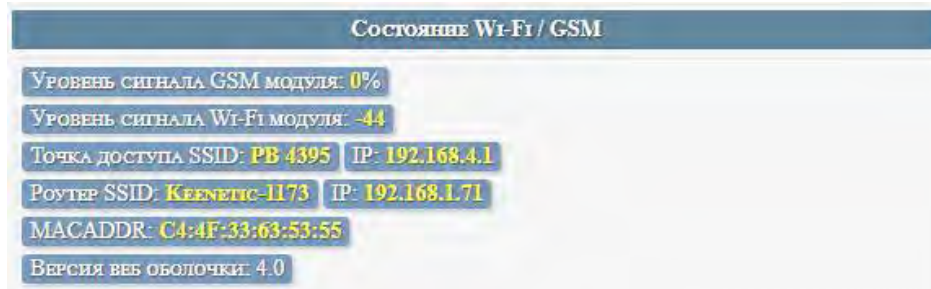 Состояние Wi-Fi / GSM
Уровень сигнала GSM модуля: 0%
Уровень сигнала Wi-Fi модуля: -44
Точка доступа SSID: PB 4395 IP: 192.168.4.1
Роутер SSID: Keenetic-1173 IP: 192.168.1.71
MACADDR: C4:4F:33:63:53:55
Версия веб оболочки: 4.0